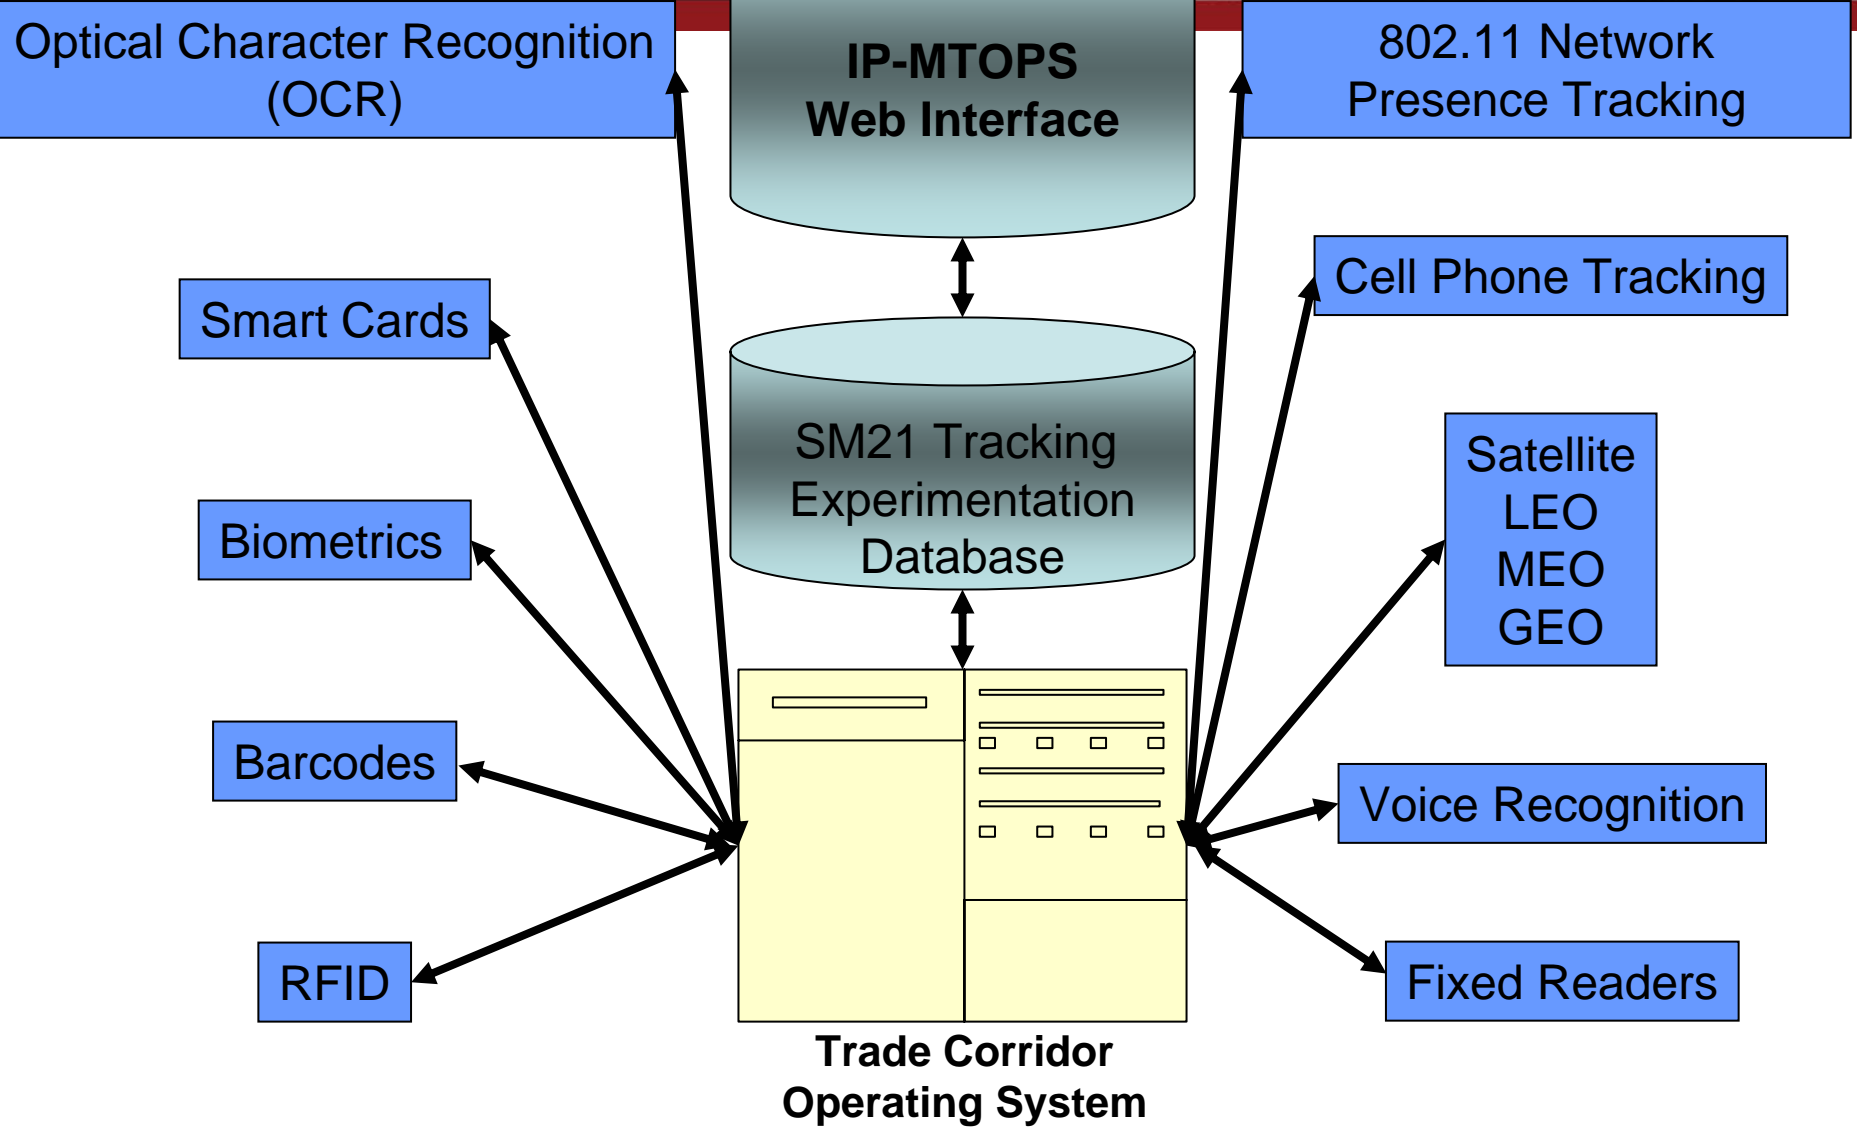 Optical Character Recognition
(OCR)
IP-MTOPS
Web Interface
802.11 Network
Presence Tracking
Smart Cards
Cell Phone Tracking
SM21 Tracking
Experimentation
Database
Satellite
LEO
MEO
GEO
Biometrics
Barcodes
Voice Recognition
RFID
Fixed Readers
Trade Corridor
Operating System